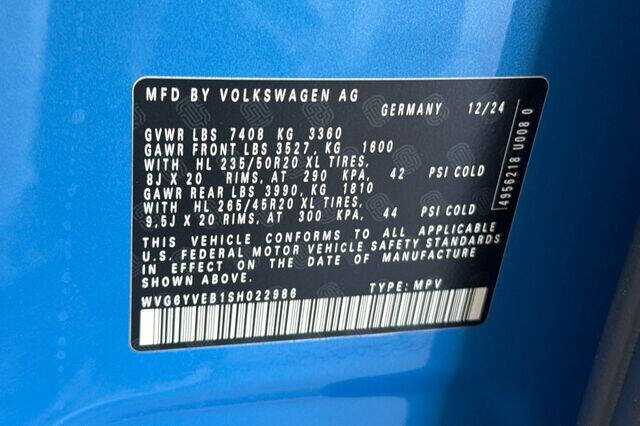 MFD BY VOLKSWAGEN AG
GERMANY 12/24
GVWR LBS 7408 KG 3360
GAWR FRONT LBS 3527, KG 1600
WITH HL 235/50R20 XL TIRES,
8J X 20 RIMS, AT 290 KPA, 42 PSI COLD
GAWR REAR LBS 3990, KG 1810
WITH HL 265/45R20 XL TIRES,
9,5J X 20 RIMS, AT 300 KPA, 44 PSI COLD
THIS VEHICLE CONFORMS TO ALL APPLICABLE
U.S. FEDERAL MOTOR VEHICLE SAFETY STANDARDS
IN EFFECT ON THE DATE OF MANUFACTURE
SHOWN ABOVE.
WVG6YVEB1SH022986 TYPE: MPV
4956218 U008 0